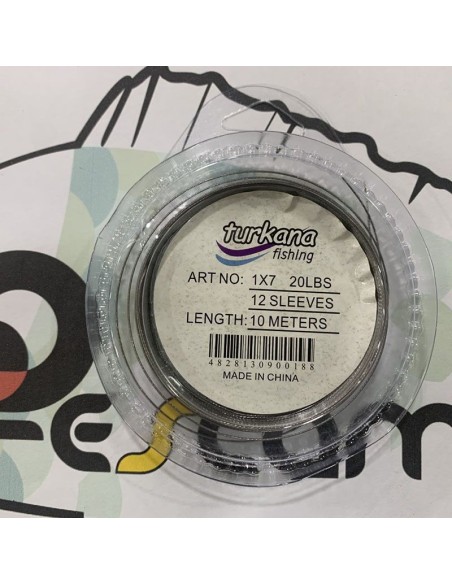 turkana
fishing
ART NO: 1X7 20LBS
12 SLEEVES
LENGTH: 10 METERS
4828130900188
MADE IN CHINA